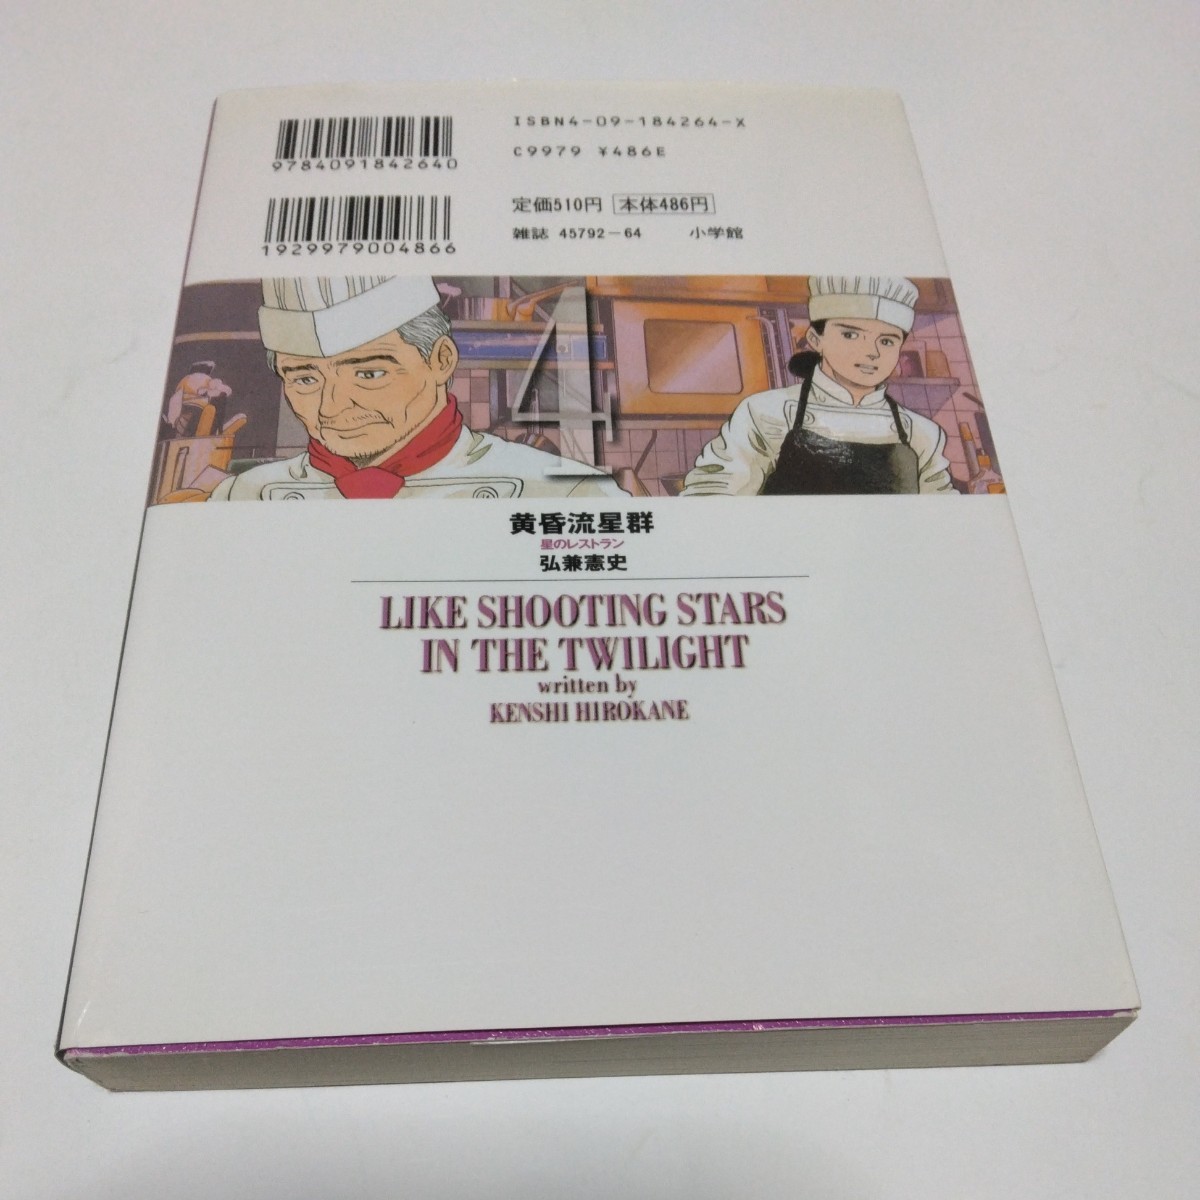 9784091842640
ISBN4-09-184264-X
C9979 ¥486E
1929979004866
定価510円 本体486円
雑誌 45792-64 小学館
4
黄昏流星群
星のレストラン
弘兼憲史
LIKE SHOOTING STARS
IN THE TWILIGHT
written by
KENSHI HIROKANE